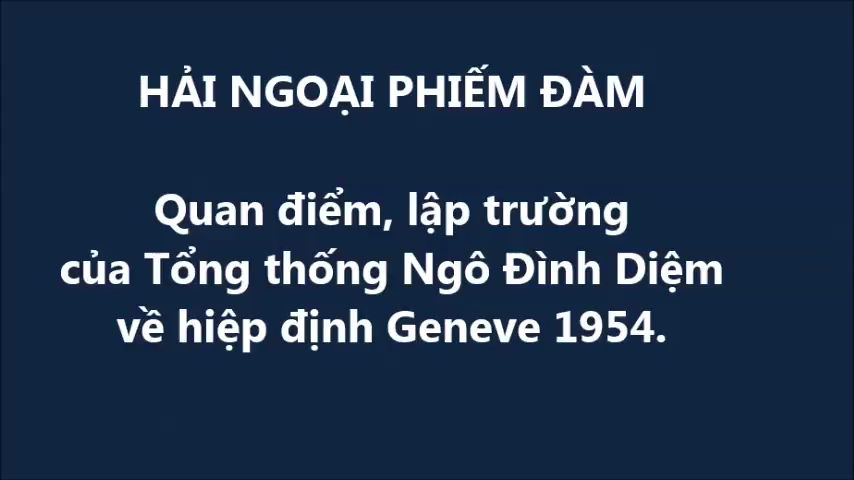 HẢI NGOẠI PHIẾM ĐÀM
Quan điểm, lập trường
của Tổng thống Ngô Đình Diệm
về hiệp định Geneve 1954.